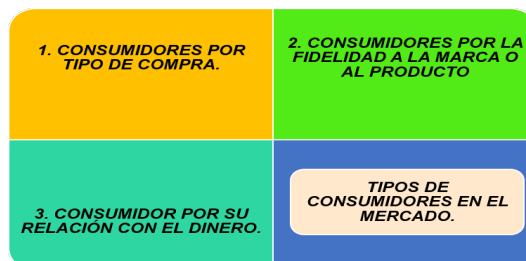 1. CONSUMIDORES POR
TIPO DE COMPRA.
2. CONSUMIDORES POR LA
FIDELIDAD A LA MARCA O
AL PRODUCTO
3. CONSUMIDOR POR SU
RELACIÓN CON EL DINERO.
TIPOS DE
CONSUMIDORES EN EL
MERCADO.